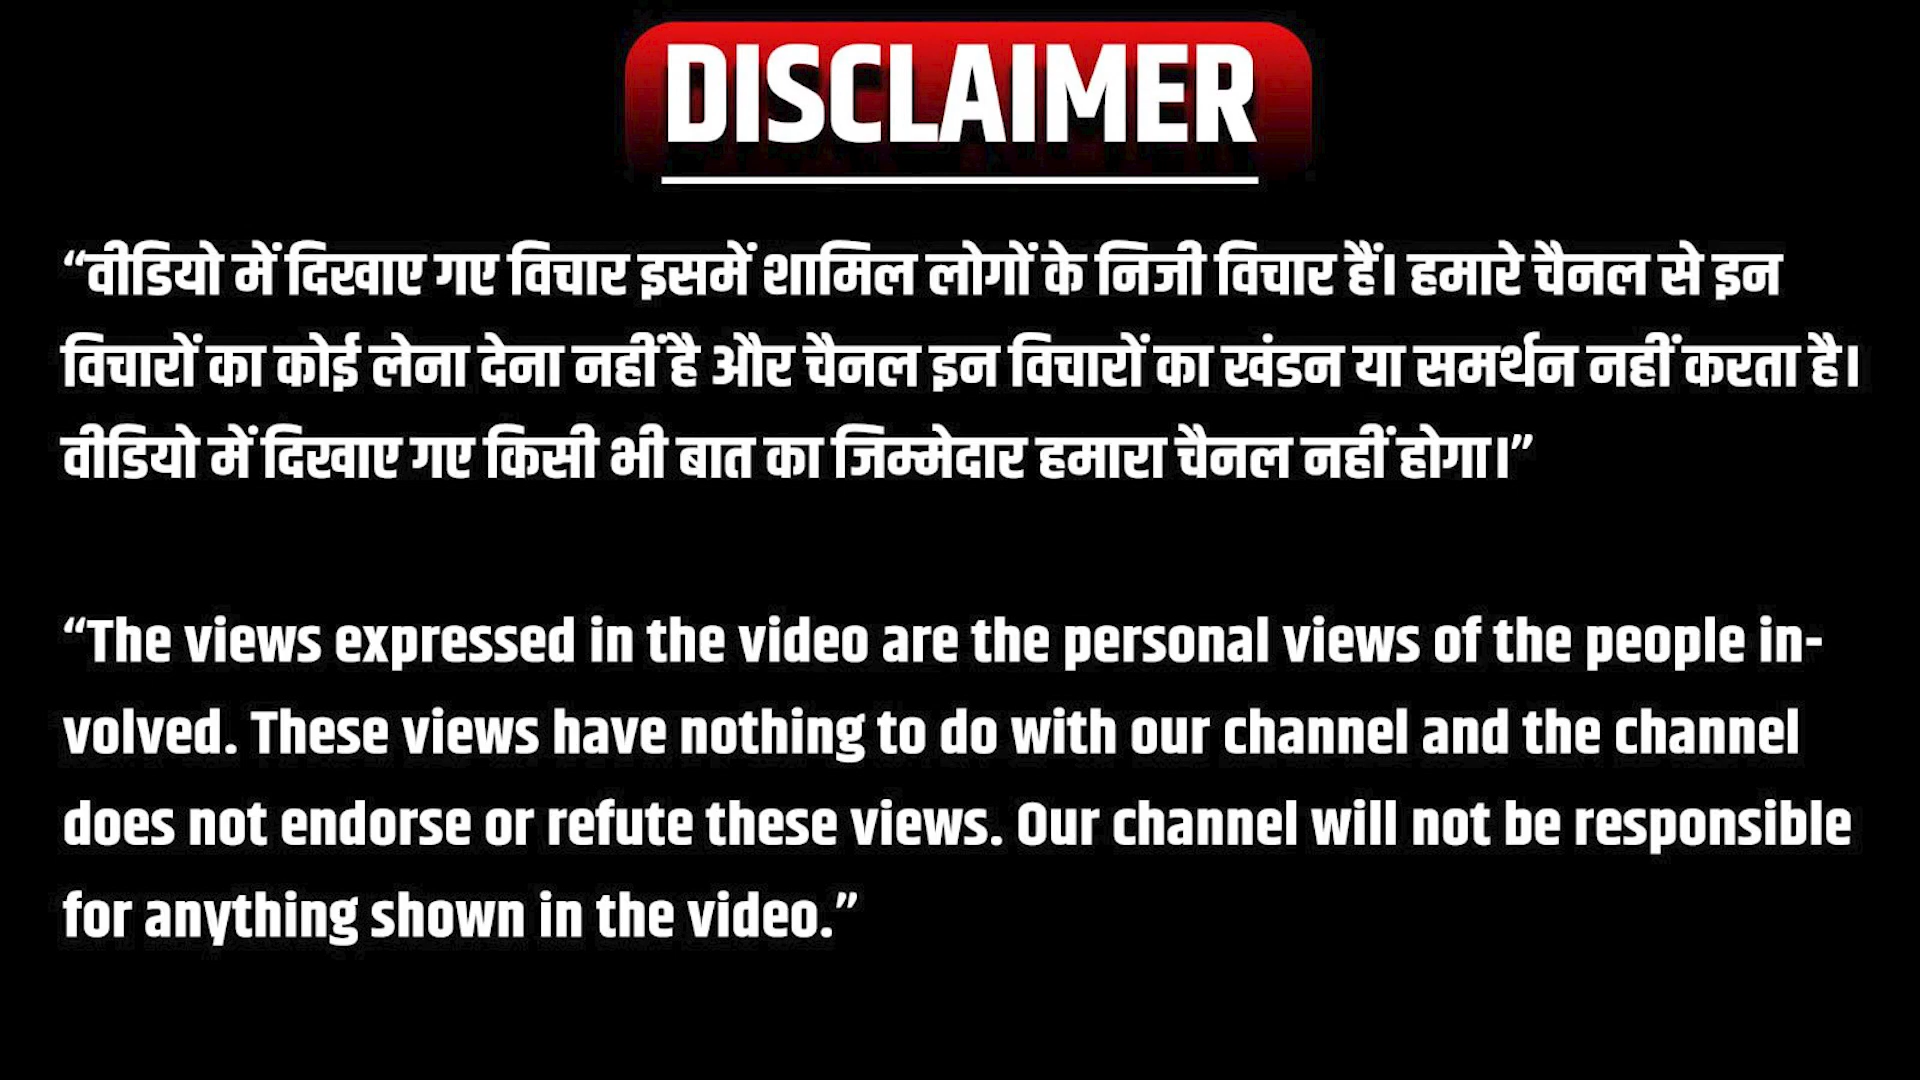 DISCLAIMER
“वीडियो में दिखाए गए विचार इसमें शामिल लोगों के निजी विचार हैं। हमारे चैनल से इन
विचारों का कोई लेना देना नहीं है और चैनल इन विचारों का खंडन या समर्थन नहीं करता है।
वीडियो में दिखाए गए किसी भी बात का जिम्मेदार हमारा चैनल नहीं होगा।”
“The views expressed in the video are the personal views of the people in-
volved. These views have nothing to do with our channel and the channel
does not endorse or refute these views. Our channel will not be responsible
for anything shown in the video.”